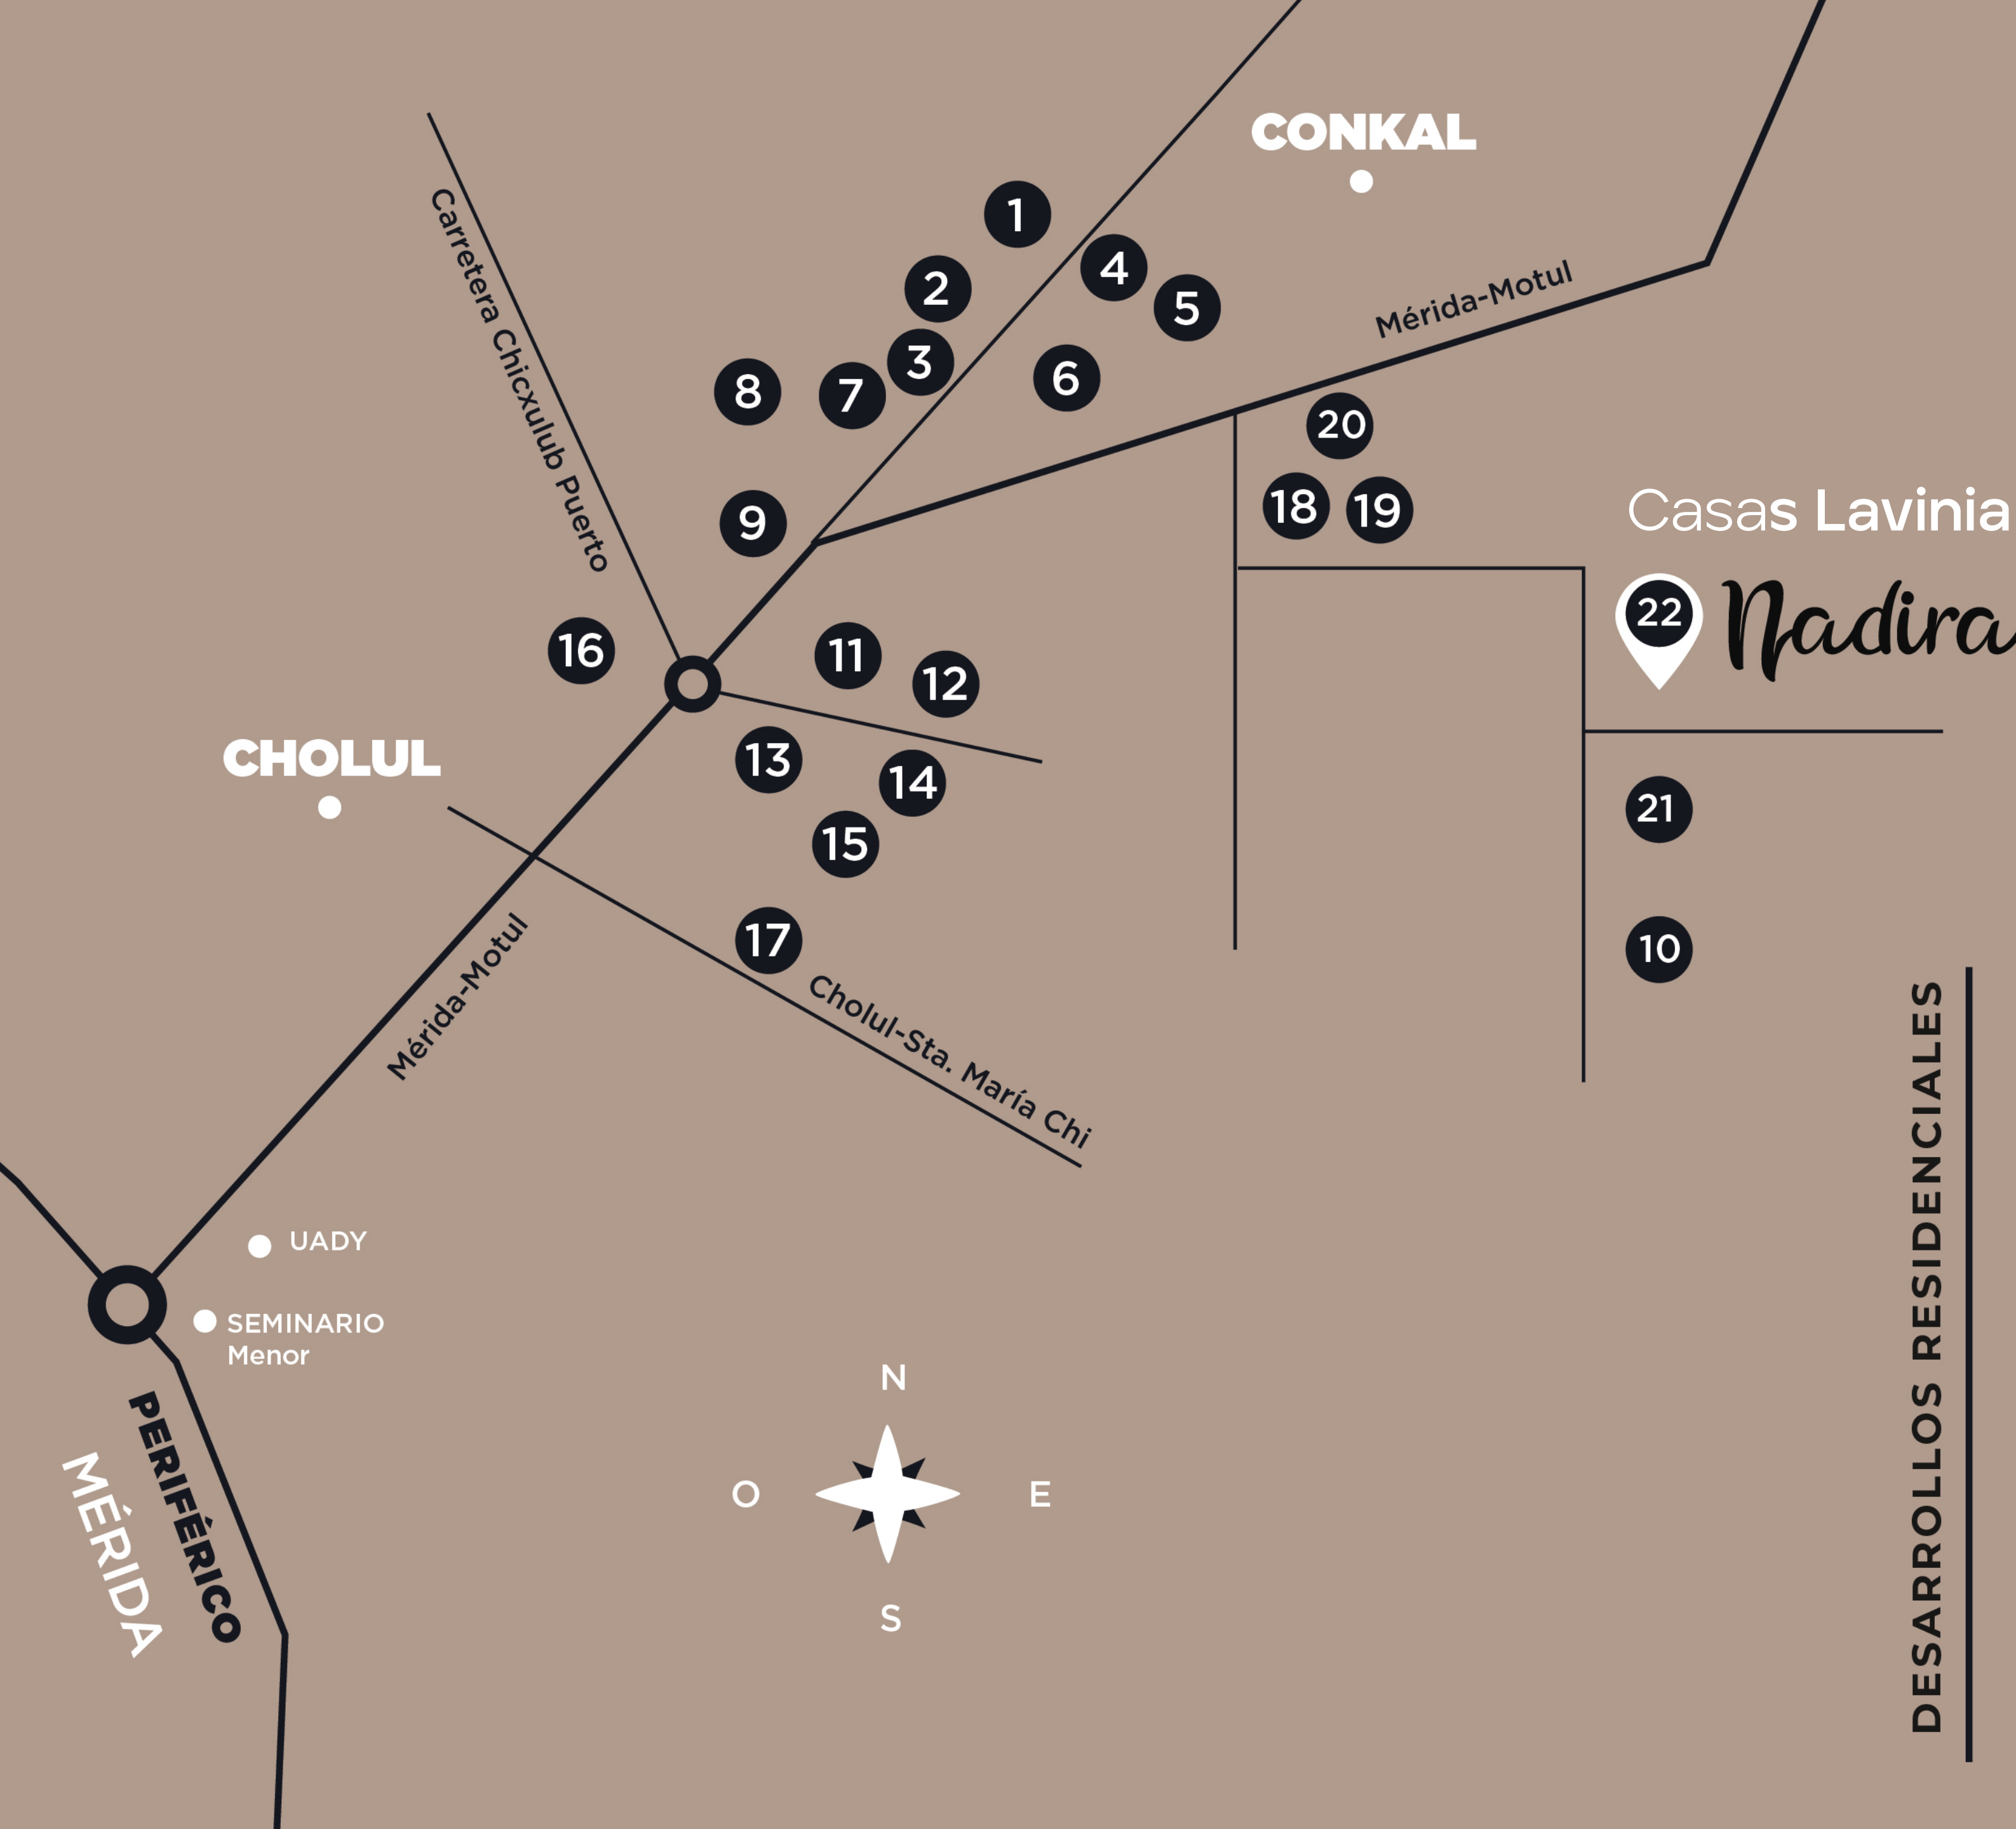 CONKAL
Carretera Chicxulub Puerto
1
4
2
5
Mérida-Motul
3
6
8
7
20
18
19
9
Casas Lavinia
22
Nadira
16
11
12
CHOLUL
13
14
21
15
17
10
Mérida-Motul
Cholul-Sta. María Chi
UADY
SEMINARIO
Menor
PERIFÉRICO
MÉRIDA
N
O
E
S
DESARROLLOS RESIDENCIALES